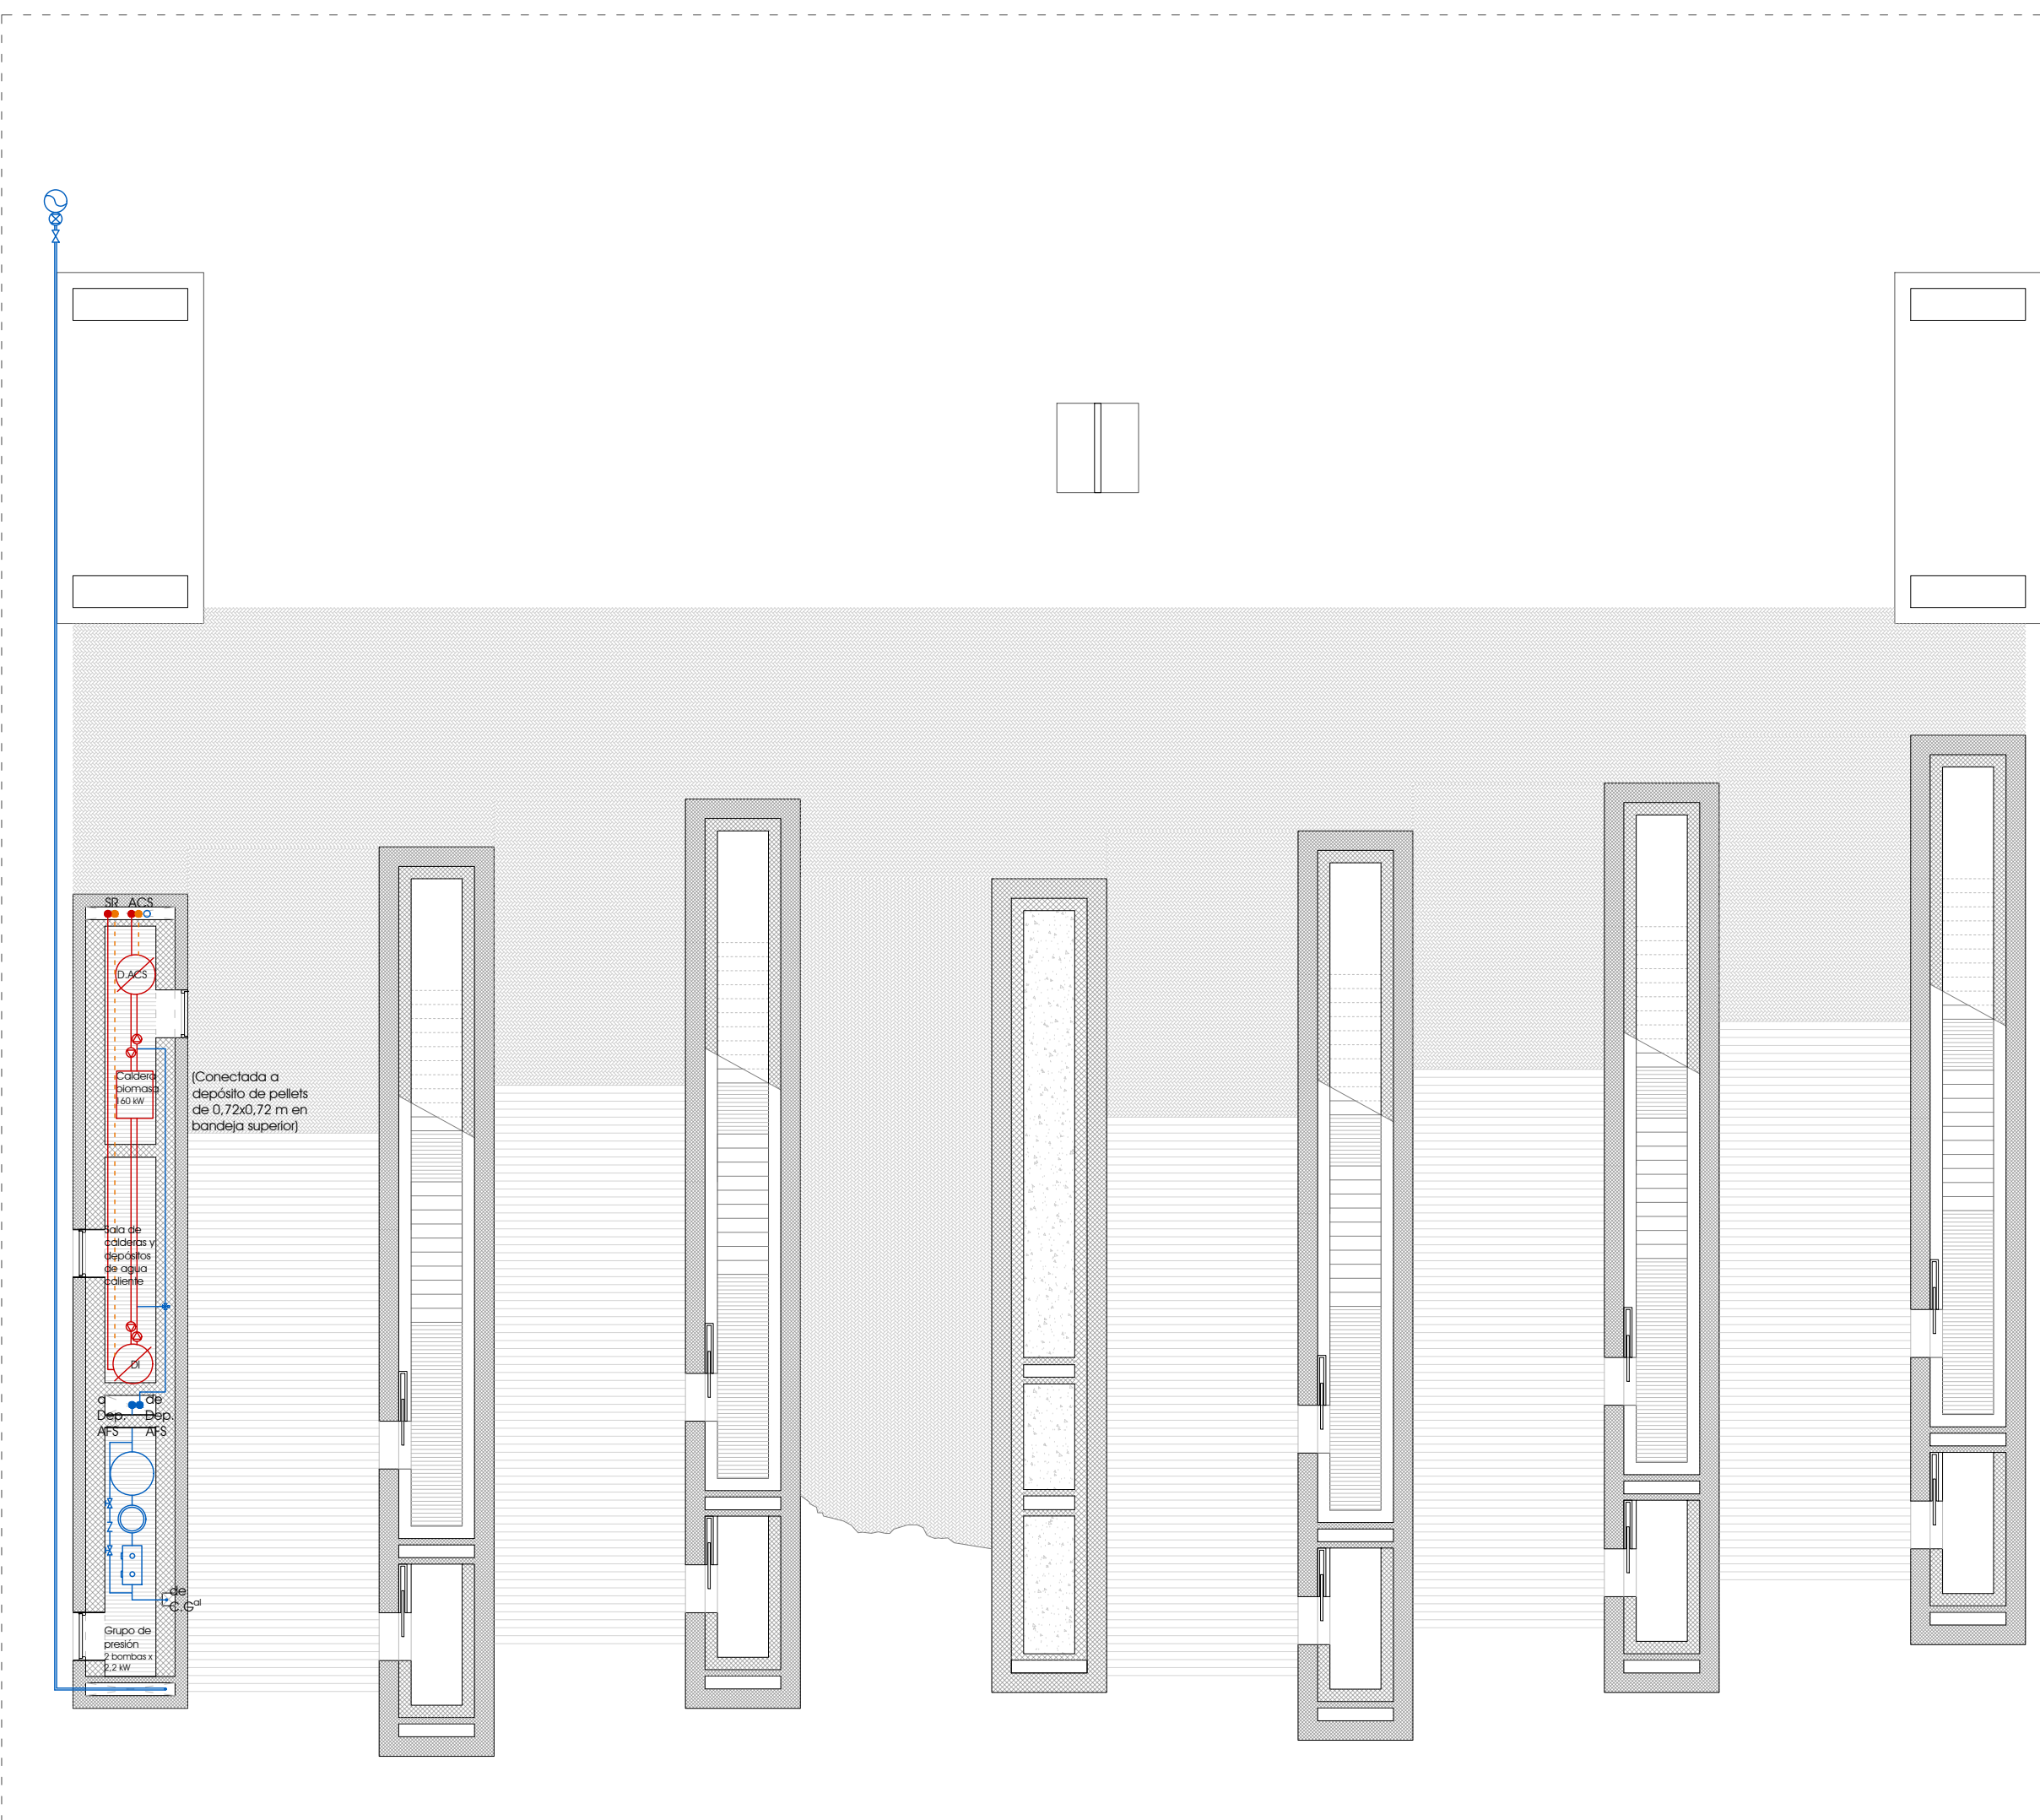 SR ACS
D.ACS
Caldera
biomasa
160 kW
(Conectada a
depósito de pellets
de 0,72x0,72 m en
bandeja superior)
Sala de
calderas y
depósitos
de agua
caliente
DI
a
Dep.
AFS
de
Dep.
AFS
de
C.Gal
Grupo de
presión
2 bombas x
2,2 kW